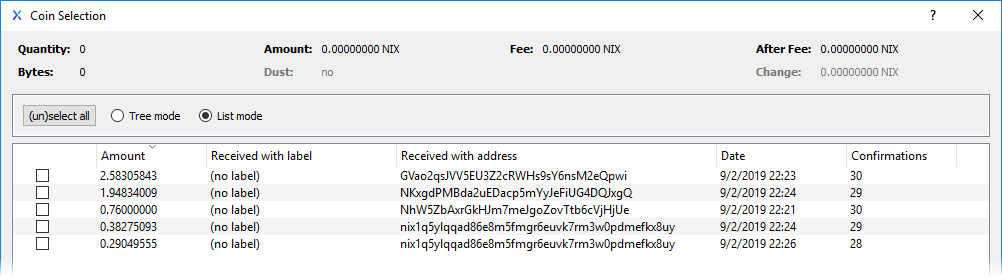 Coin Selection ?
Quantity: 0 Amount: 0.00000000 NIX Fee: 0.00000000 NIX After Fee: 0.00000000 NIX
Bytes: 0 Dust: no Change: 0.00000000 NIX
(un)select all Tree mode List mode
Amount Received with label Received with address Date Confirmations
2.58305843 (no label) GVao2qsJVV5EU3Z2cRWHs9sY6nsM2eQpwi 9/2/2019 22:23 30
1.94834009 (no label) NKxgdPMBda2uEDacp5mYyJeFiUG4DQJxgQ 9/2/2019 22:24 29
0.76000000 (no label) NhW5ZbAxrGkHJm7meJgoZovTtb6cVjHjUe 9/2/2019 22:21 30
0.38275093 (no label) nix1q5ylqqad86e8m5fmgr6euvk7rm3w0pdmefkx8uy 9/2/2019 22:24 29
0.29049555 (no label) nix1q5ylqqad86e8m5fmgr6euvk7rm3w0pdmefkx8uy 9/2/2019 22:26 28